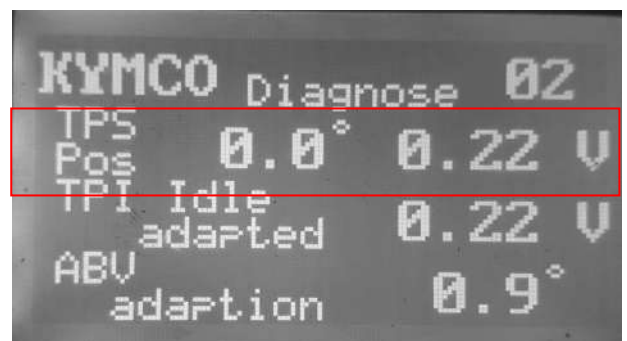 KYMCO Diagnose 02
TPS
Pos 0.0° 0.22 V
TPI Idle
adapted 0.22 V
ABV
adaption 0.9°